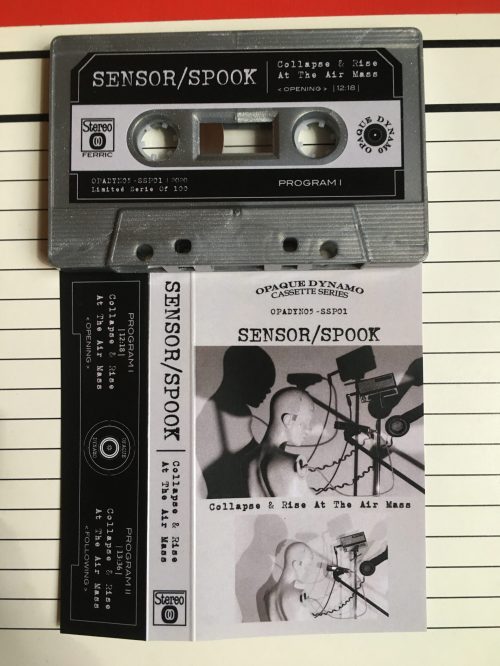 SENSOR/SPOOK
Collapse & Rise
At The Air Mass
<OPENING> |12:18|
Stereo
FERRIC
OPAQUE DYNAMO
OPADYN05-SSP01 | 2020
Limited Serie Of 100
PROGRAM I
PROGRAM I
|12:18|
Collapse & Rise
At The Air Mass
<OPENING>
OPAQUE
DYNAMO
PROGRAM II
|13:36|
Collapse & Rise
At The Air Mass
<FOLLOWING>
SENSOR/SPOOK
Collapse & Rise
At The Air Mass
Stereo
OPAQUE DYNAMO
CASSETTE SERIES
OPADYN05-SSP01
SENSOR/SPOOK
Collapse & Rise At The Air Mass